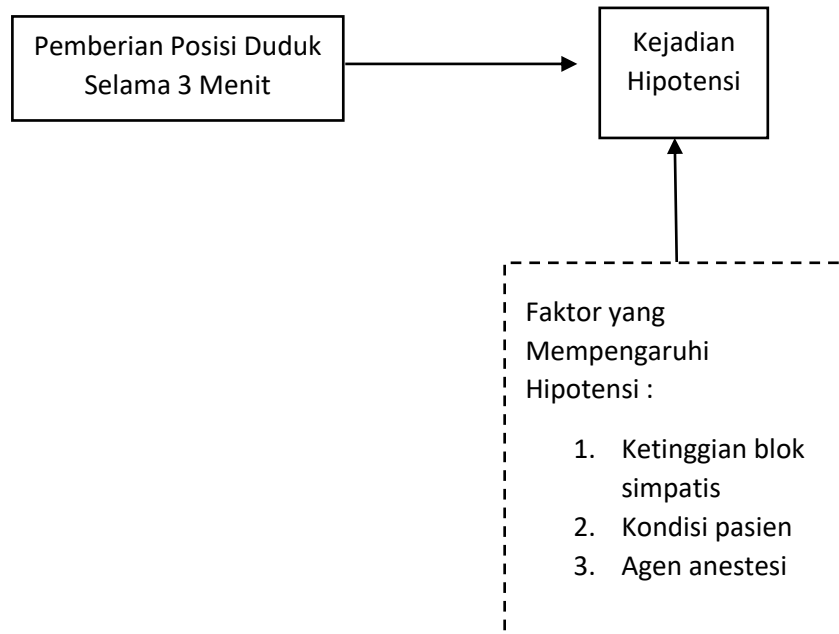 Pemberian Posisi Duduk
Selama 3 Menit
Kejadian
Hipotensi
Faktor yang
Mempengaruhi
Hipotensi :
1. Ketinggian blok
simpatis
2. Kondisi pasien
3. Agen anestesi